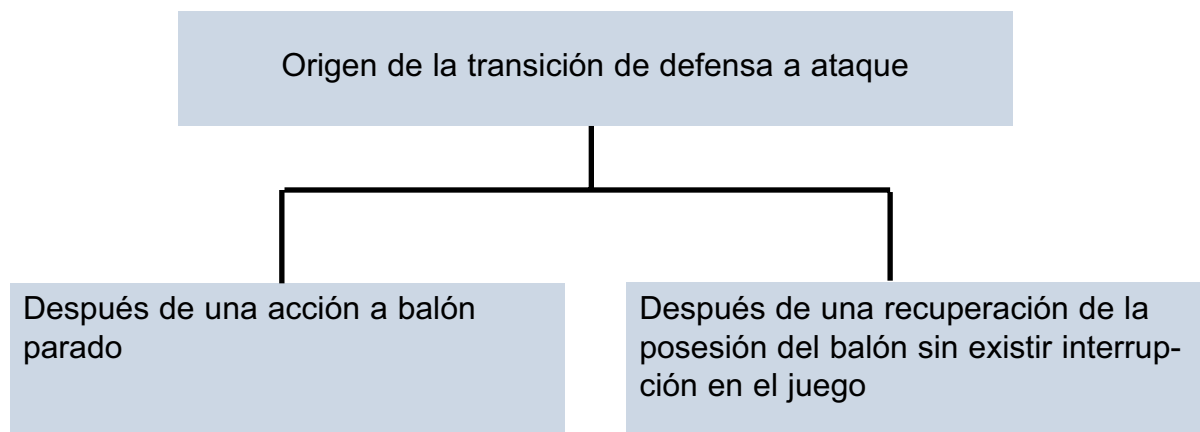 Origen de la transición de defensa a ataque
Después de una acción a balón
parado
Después de una recuperación de la
posesión del balón sin existir interrup-
ción en el juego